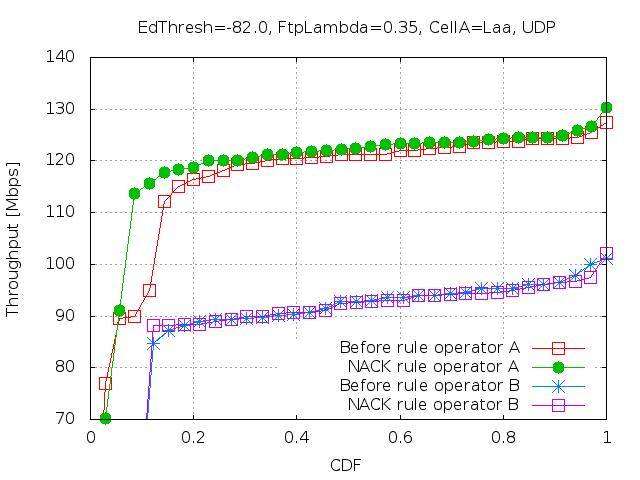 EdThresh=-82.0, FtpLambda=0.35, CellA=Laa, UDP
Throughput [Mbps]
140
130
120
110
100
90
80
70
Before rule operator A
NACK rule operator A
Before rule operator B
NACK rule operator B
0 0.2 0.4 0.6 0.8 1
CDF